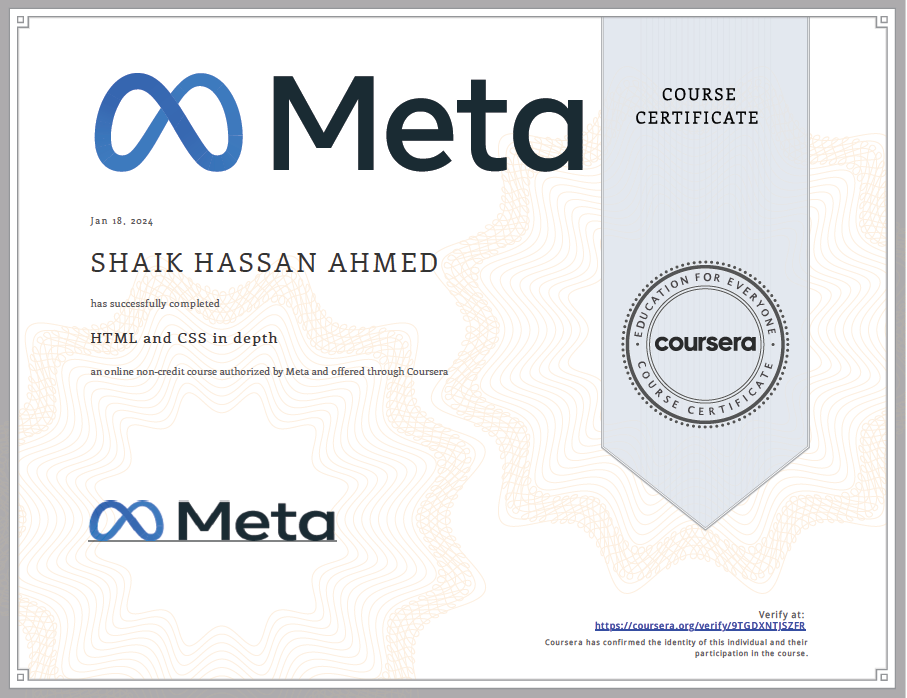 Meta
COURSE
CERTIFICATE
Jan 18, 2024
SHAIK HASSAN AHMED
has successfully completed
HTML and CSS in depth
an online non-credit course authorized by Meta and offered through Coursera
EDUCATION FOR EVERYONE
coursera
COURSE CERTIFICATE
Meta
Verify at:
https://coursera.org/verify/9TGDXNTJSZFR
Coursera has confirmed the identity of this individual and their
participation in the course.